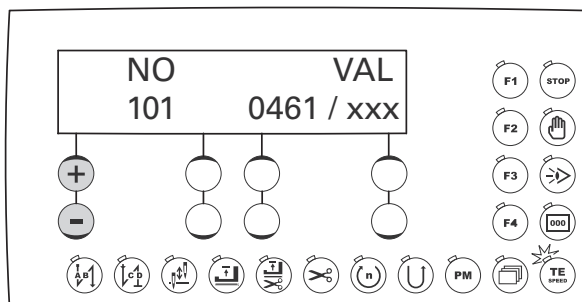 NO VAL
101 0461 / xxx
F1 STOP
F2
+ F3
- F4 000
A B C D n PM TE
SPEED